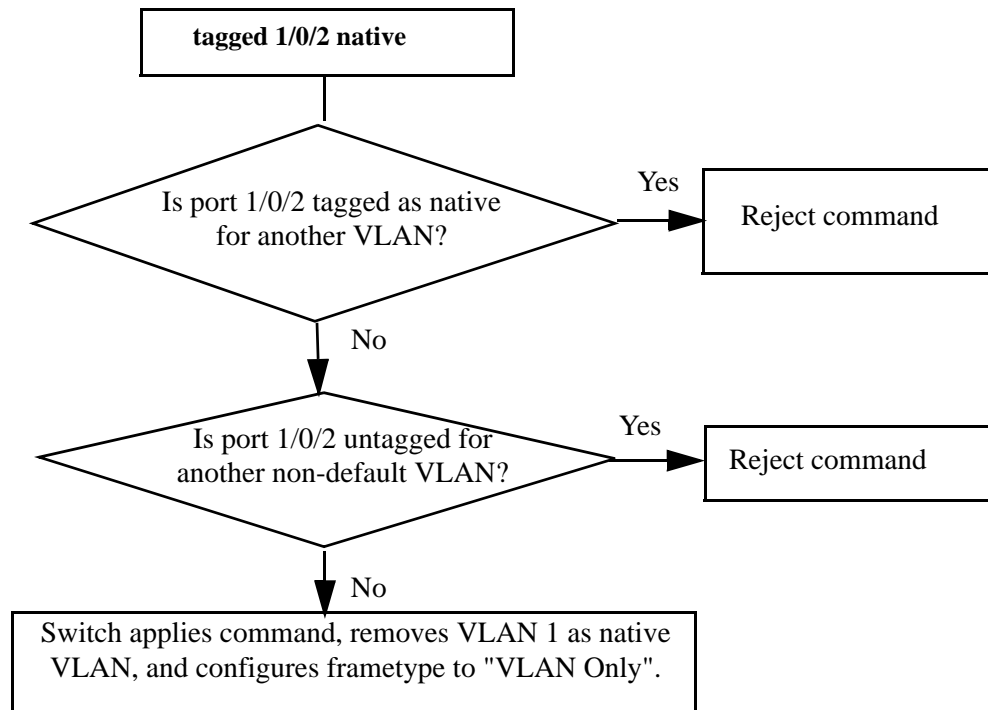 tagged 1/0/2 native
Is port 1/0/2 tagged as native
for another VLAN?
Yes
Reject command
No
Is port 1/0/2 untagged for
another non-default VLAN?
Yes
Reject command
No
Switch applies command, removes VLAN 1 as native
VLAN, and configures frametype to "VLAN Only".